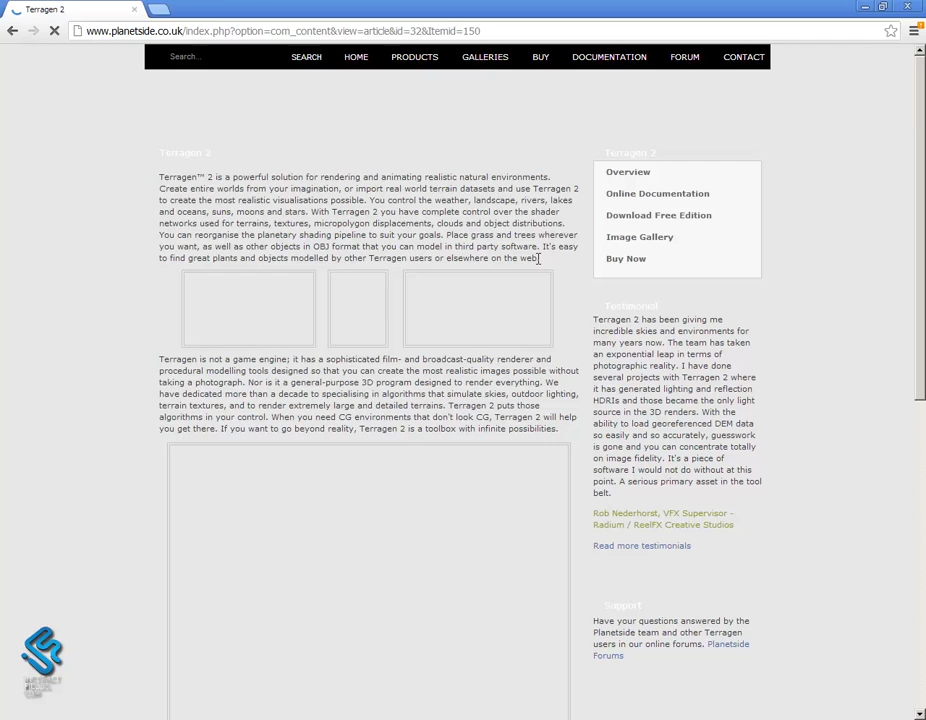 Terragen 2
www.planetside.co.uk/index.php?option=com_content&view=article&id=32&Itemid=150
Search...
SEARCH HOME PRODUCTS GALLERIES BUY DOCUMENTATION FORUM CONTACT
Terragen 2
Terragen™ 2 is a powerful solution for rendering and animating realistic natural environments.
Create entire worlds from your imagination, or import real world terrain datasets and use Terragen 2
to create the most realistic visualisations possible. You control the weather, landscape, rivers, lakes
and oceans, suns, moons and stars. With Terragen 2 you have complete control over the shader
networks used for terrains, textures, micropolygon displacements, clouds and object distributions.
You can reorganise the planetary shading pipeline to suit your goals. Place grass and trees wherever
you want, as well as other objects in OBJ format that you can model in third party software. It's easy
to find great plants and objects modelled by other Terragen users or elsewhere on the web.
Terragen is not a game engine; it has a sophisticated film- and broadcast-quality renderer and
procedural modelling tools designed so that you can create the most realistic images possible without
taking a photograph. Nor is it a general-purpose 3D program designed to render everything. We
have dedicated more than a decade to specialising in algorithms that simulate skies, outdoor lighting,
terrain textures, and to render extremely large and detailed terrains. Terragen 2 puts those
algorithms in your control. When you need CG environments that don't look CG, Terragen 2 will help
you get there. If you want to go beyond reality, Terragen 2 is a toolbox with infinite possibilities.
Terragen 2
Overview
Online Documentation
Download Free Edition
Image Gallery
Buy Now
Testimonial
Terragen 2 has been giving me
incredible skies and environments for
many years now. The team has taken
an exponential leap in terms of
photographic reality. I have done
several projects with Terragen 2 where
it has generated lighting and reflection
HDRIs and those became the only light
source in the 3D renders. With the
ability to load georeferenced DEM data
so easily and so accurately, guesswork
is gone and you can concentrate totally
on image fidelity. It's a piece of
software I would not do without at this
point. A serious primary asset in the tool
belt.
Rob Nederhorst, VFX Supervisor -
Radium / ReelFX Creative Studios
Read more testimonials
Support
Have your questions answered by the
Planetside team and other Terragen
users in our online forums. Planetside
Forums